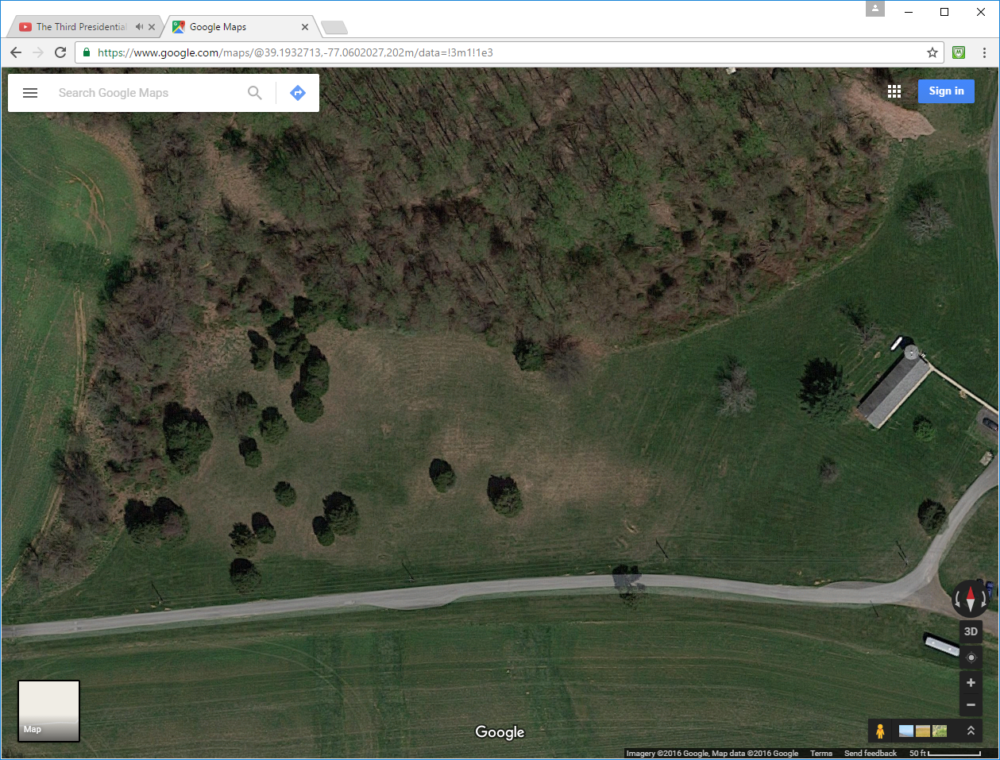 The Third Presidential
Google Maps
https://www.google.com/maps/@39.1932713,-77.0602027,202m/data=!3m1!1e3
Search Google Maps
Sign in
3D
Map
Google
Imagery ©2016 Google, Map data ©2016 Google Terms Send feedback 50 ft